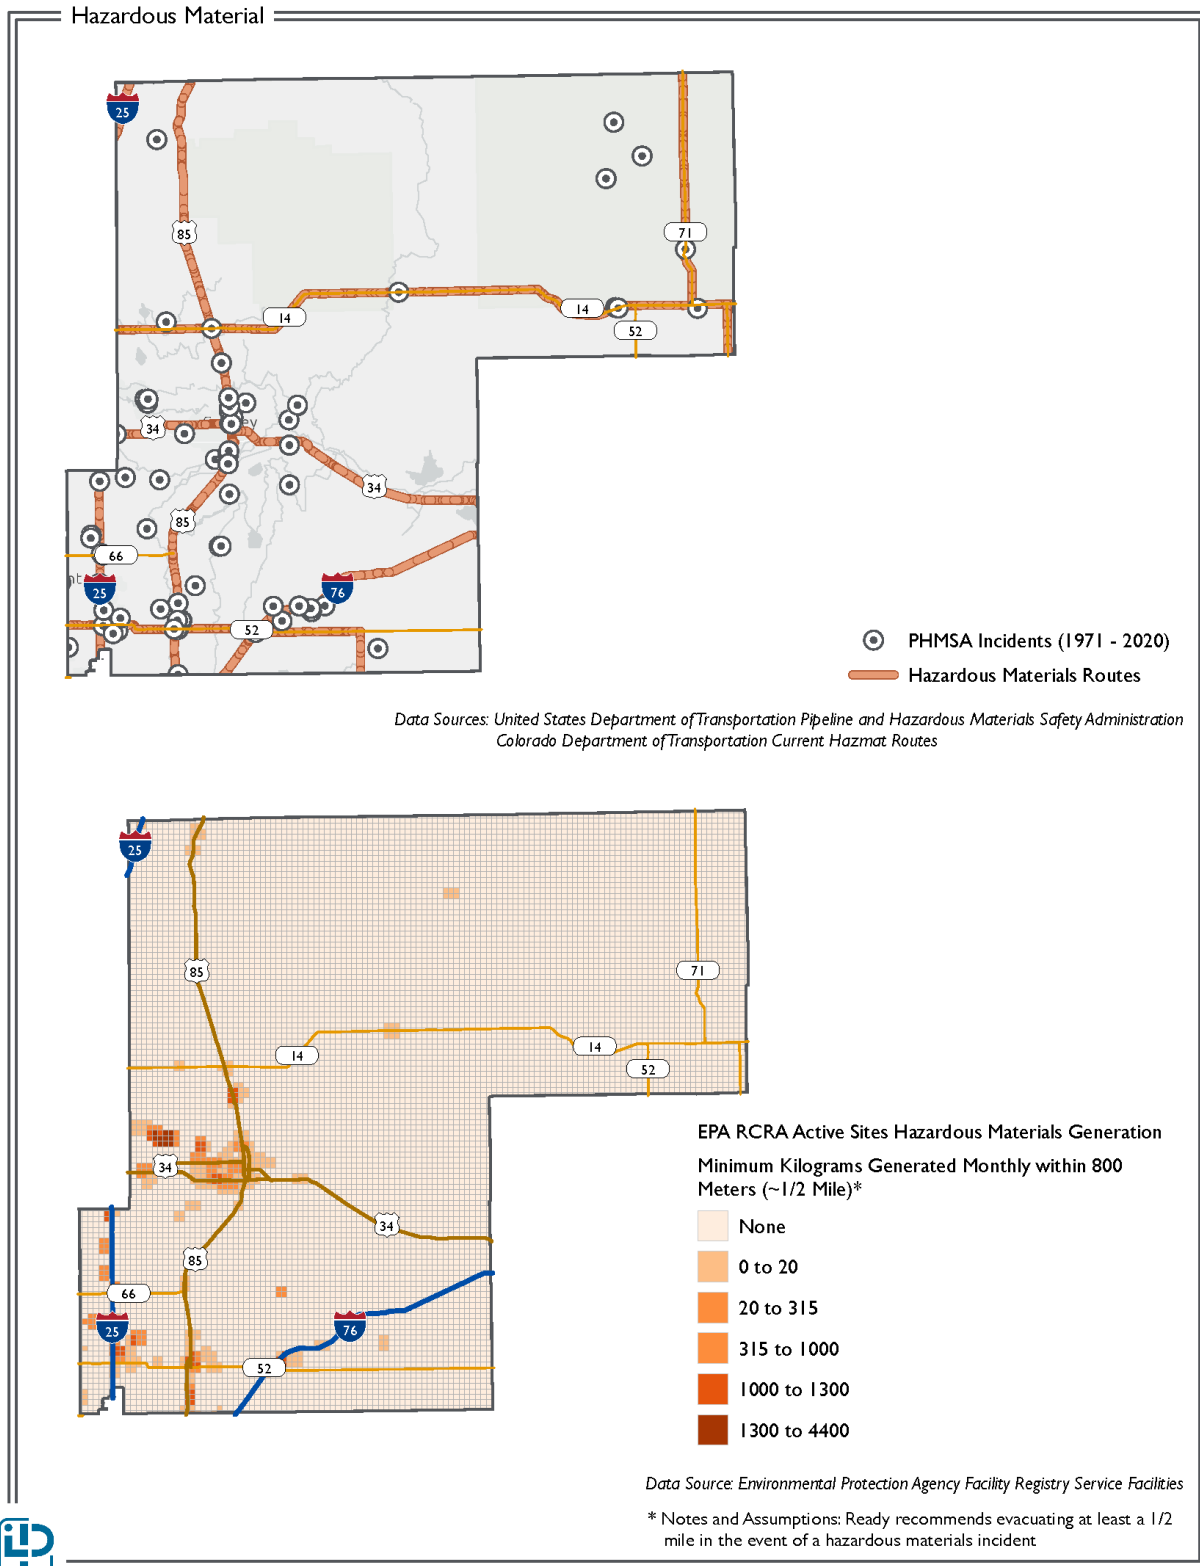 Hazardous Material
25
85
71
14
14
52
34
34
85
66
25
76
52
PHMSA Incidents (1971 - 2020)
Hazardous Materials Routes
Data Sources: United States Department of Transportation Pipeline and Hazardous Materials Safety Administration
Colorado Department of Transportation Current Hazmat Routes
25
85
71
14
14
52
34
34
85
66
25
76
52
EPA RCRA Active Sites Hazardous Materials Generation
Minimum Kilograms Generated Monthly within 800
Meters (~1/2 Mile)*
None
0 to 20
20 to 315
315 to 1000
1000 to 1300
1300 to 4400
Data Source: Environmental Protection Agency Facility Registry Service Facilities
* Notes and Assumptions: Ready recommends evacuating at least a 1/2
mile in the event of a hazardous materials incident